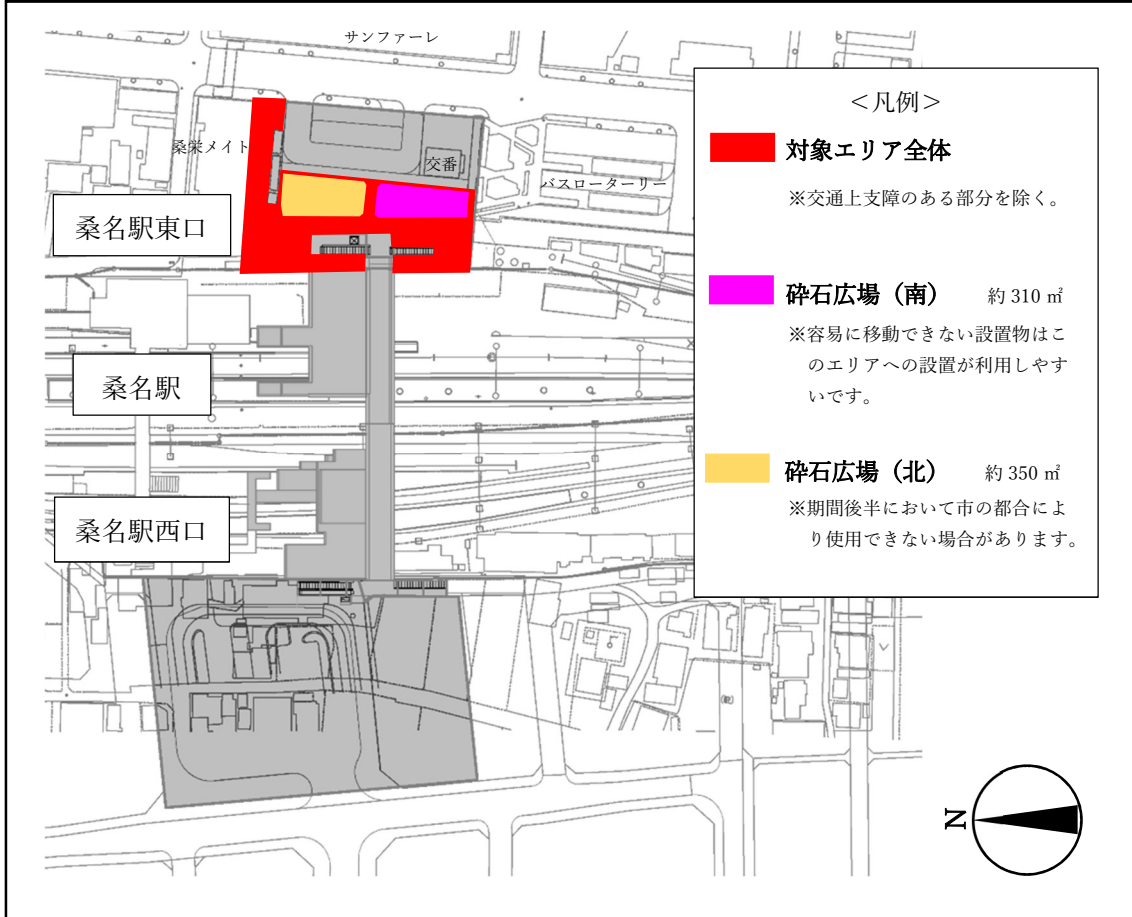 サンファーレ
桑栄メイト
交番
バスローターリー
桑名駅東口
桑名駅
桑名駅西口
＜凡例＞
対象エリア全体
※交通上支障のある部分を除く。
砕石広場（南） 約 310 ㎡
※容易に移動できない設置物はこ
のエリアへの設置が利用しやす
いです。
砕石広場（北） 約 350 ㎡
※期間後半において市の都合によ
り使用できない場合があります。
N